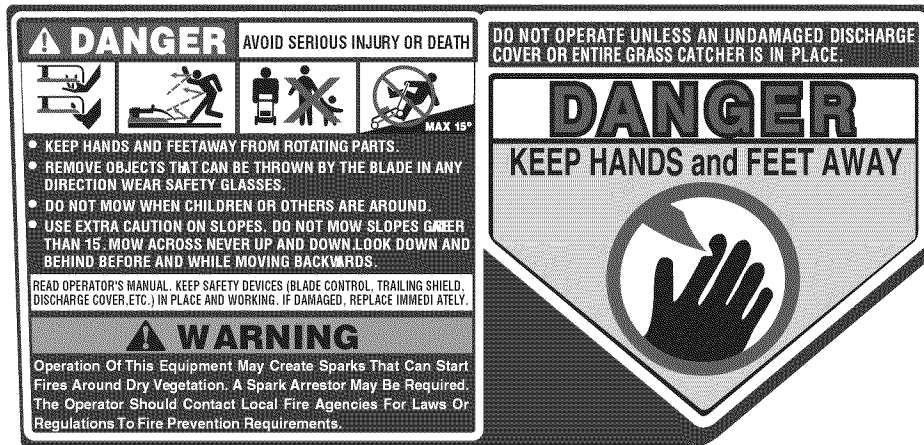 DANGER
AVOID SERIOUS INJURY OR DEATH
MAX 15°
• KEEP HANDS AND FEETAWAY FROM ROTATING PARTS.
• REMOVE OBJECTS THAT CAN BE THROWN BY THE BLADE IN ANY
DIRECTION WEAR SAFETY GLASSES.
• DO NOT MOW WHEN CHILDREN OR OTHERS ARE AROUND.
• USE EXTRA CAUTION ON SLOPES. DO NOT MOW SLOPES
THAN 15. MOW ACROSS NEVER UP AND DOWN.LOOK DOWN AND
BEHIND BEFORE AND WHILE MOVING BACKWARDS.
READ OPERATOR'S MANUAL. KEEP SAFETY DEVICES (BLADE CONTROL, TRAILING SHIELD,
DISCHARGE COVER,ETC.) IN PLACE AND WORKING. IF DAMAGED, REPLACE IMMEDI ATELY.
WARNING
Operation Of This Equipment May Create Sparks That Can Start
Fires Around Dry Vegetation. A Spark Arrestor May Be Required.
The Operator Should Contact Local Fire Agencies For Laws Or
Regulations To Fire Prevention Requirements.
DO NOT OPERATE UNLESS AN UNDAMAGED DISCHARGE
COVER OR ENTIRE GRASS CATCHER IS IN PLACE.
DANGER
KEEP HANDS and FEET AWAY